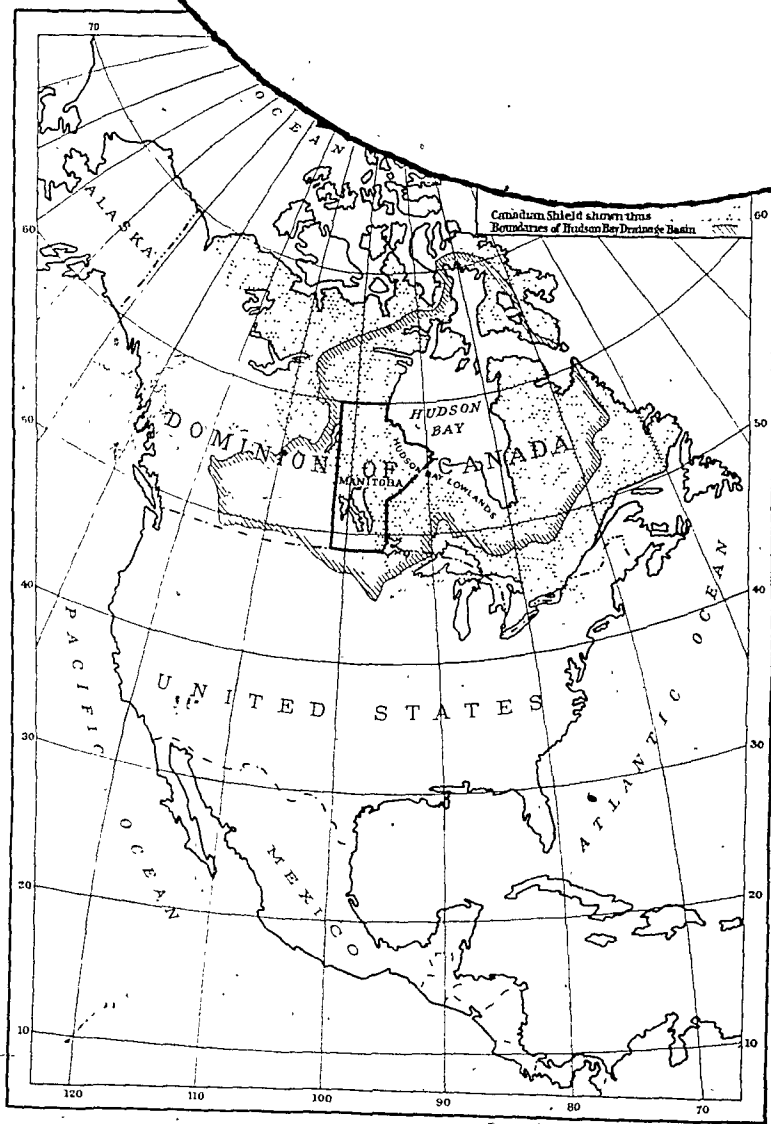 70
OCEAN
ALASKA
Canadian Shield shown thus
Boundaries of Hudson Bay Drainage Basin
60
60
50
50
HUDSON
BAY
DOMINION OF CANADA
MANITOBA
HUDSON BAY LOWLANDS
40
40
PACIFIC
OCEAN
ATLANTIC OCEAN
UNITED STATES
30
30
MEXICO
20
20
10
10
120
110
100
90
80
70